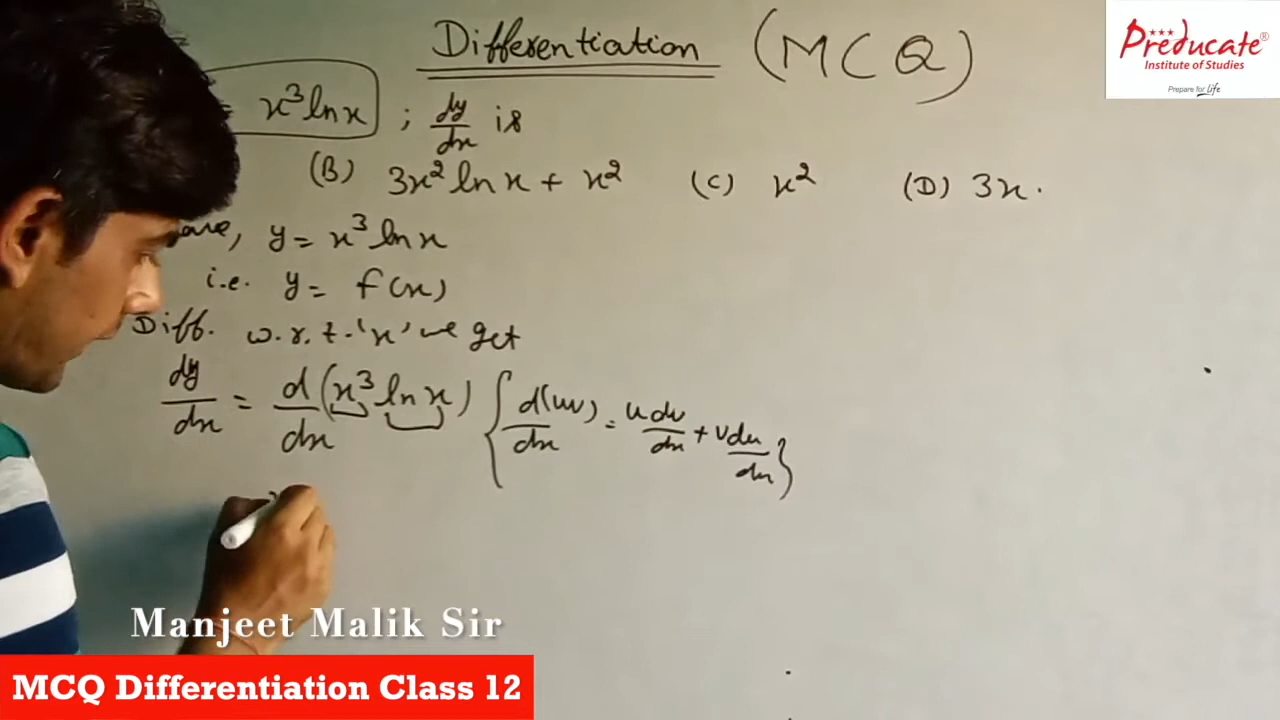 Differentiation (MCQ)
Preducate®
Institute of Studies
Prepare for Life
= x³ ln x ; dy/dx is
(B) 3x² ln x + x² (C) x² (D) 3x.
y = x³ ln x
i.e. y = f(x)
Diff. w.r.t. 'x' we get
dy/dx = d/dx (x³ ln x) { d(uv)/dx = u dv/dx + v du/dx }
Manjeet Malik Sir
MCQ Differentiation Class 12